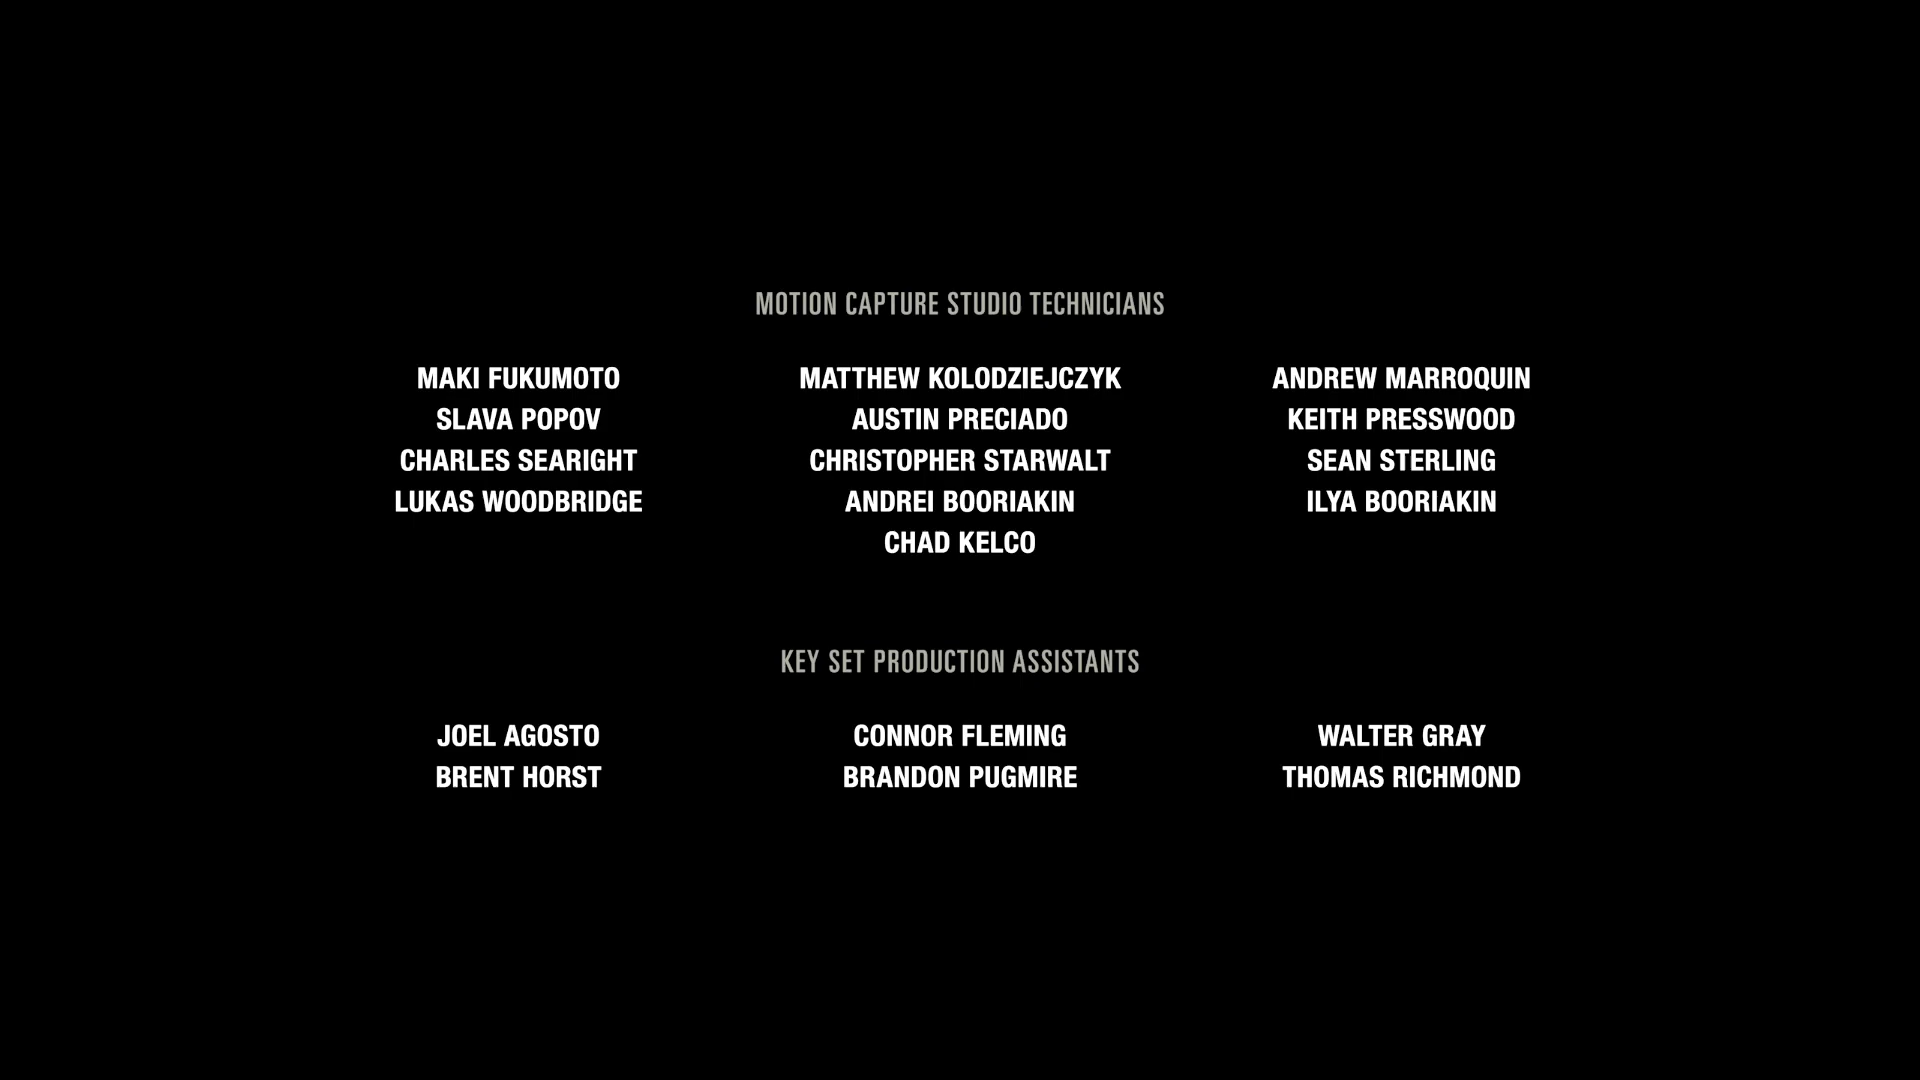 MOTION CAPTURE STUDIO TECHNICIANS
MAKI FUKUMOTO MATTHEW KOLODZIEJCZYK ANDREW MARROQUIN
SLAVA POPOV AUSTIN PRECIADO KEITH PRESSWOOD
CHARLES SEARIGHT CHRISTOPHER STARWALT SEAN STERLING
LUKAS WOODBRIDGE ANDREI BOORIAKIN ILYA BOORIAKIN
CHAD KELCO
KEY SET PRODUCTION ASSISTANTS
JOEL AGOSTO CONNOR FLEMING WALTER GRAY
BRENT HORST BRANDON PUGMIRE THOMAS RICHMOND